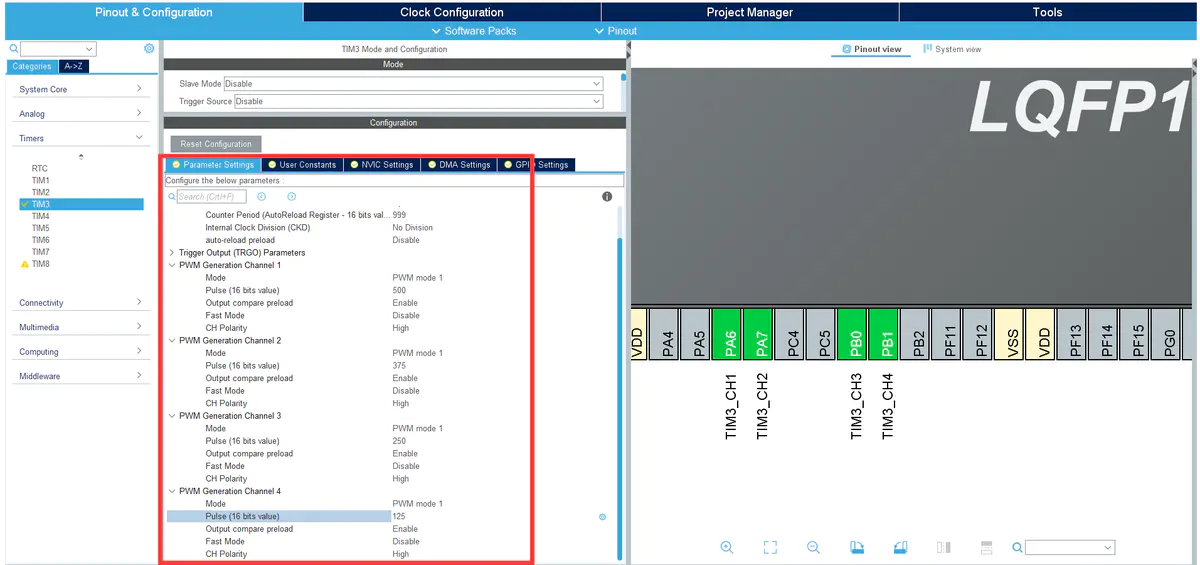 Pinout & Configuration
Clock Configuration
Project Manager
Tools
Software Packs
Pinout
Categories
A->Z
System Core
Analog
Timers
RTC
TIM1
TIM2
TIM3
TIM4
TIM5
TIM6
TIM7
TIM8
Connectivity
Multimedia
Computing
Middleware
TIM3 Mode and Configuration
Mode
Slave Mode Disable
Trigger Source Disable
Configuration
Reset Configuration
Parameter Settings
User Constants
NVIC Settings
DMA Settings
GPIO Settings
Configure the below parameters :
Search (Crtl+F)
Counter Period (AutoReload Register - 16 bits val... 999
Internal Clock Division (CKD) No Division
auto-reload preload Disable
Trigger Output (TRGO) Parameters
PWM Generation Channel 1
Mode PWM mode 1
Pulse (16 bits value) 500
Output compare preload Enable
Fast Mode Disable
CH Polarity High
PWM Generation Channel 2
Mode PWM mode 1
Pulse (16 bits value) 375
Output compare preload Enable
Fast Mode Disable
CH Polarity High
PWM Generation Channel 3
Mode PWM mode 1
Pulse (16 bits value) 250
Output compare preload Enable
Fast Mode Disable
CH Polarity High
PWM Generation Channel 4
Mode PWM mode 1
Pulse (16 bits value) 125
Output compare preload Enable
Fast Mode Disable
CH Polarity High
Pinout view
System view
LQFP1
VDD
PA4
PA5
PA6
PA7
PC4
PC5
PB0
PB1
PB2
PF11
PF12
VSS
VDD
PF13
PF14
PF15
PG0
TIM3_CH1
TIM3_CH2
TIM3_CH3
TIM3_CH4